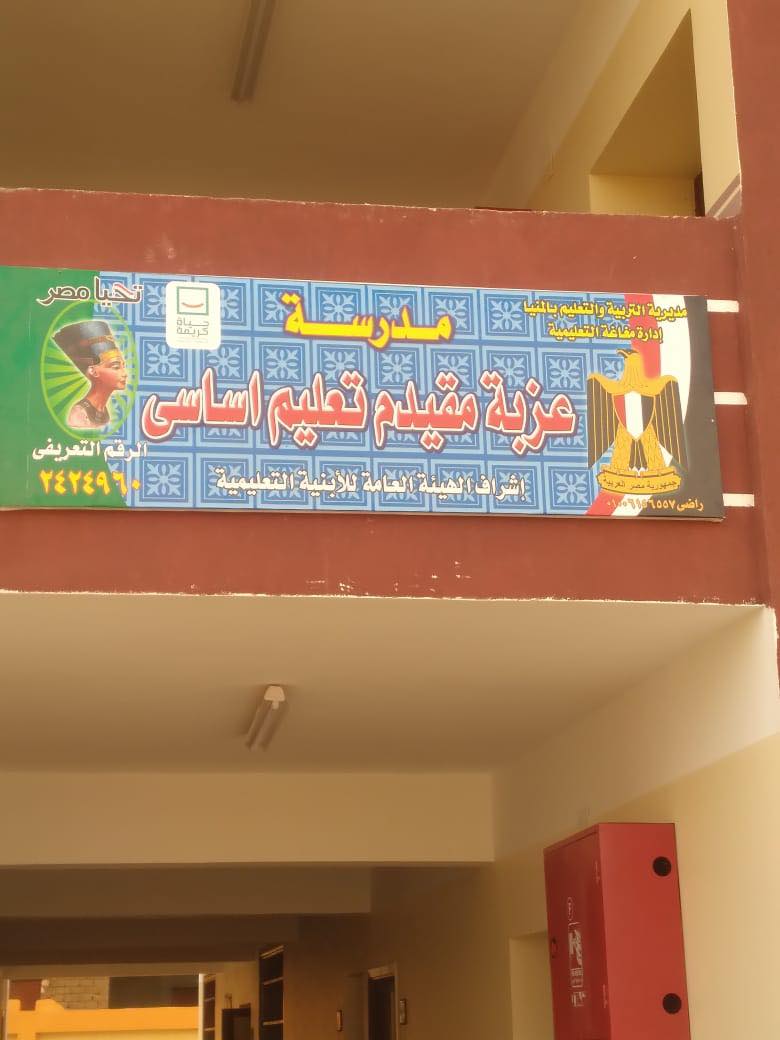 مديرية التربية والتعليم بالمنيا
إدارة مغاغة التعليمية
تحيا مصر
حياة كريمة
مدرسة
عزبة مقيدم تعليم اساسى
إشراف الهيئة العامة للأبنية التعليمية
الرقم التعريفى
٢٤٢٤٩٦٠
جمهورية مصر العربية
راضى